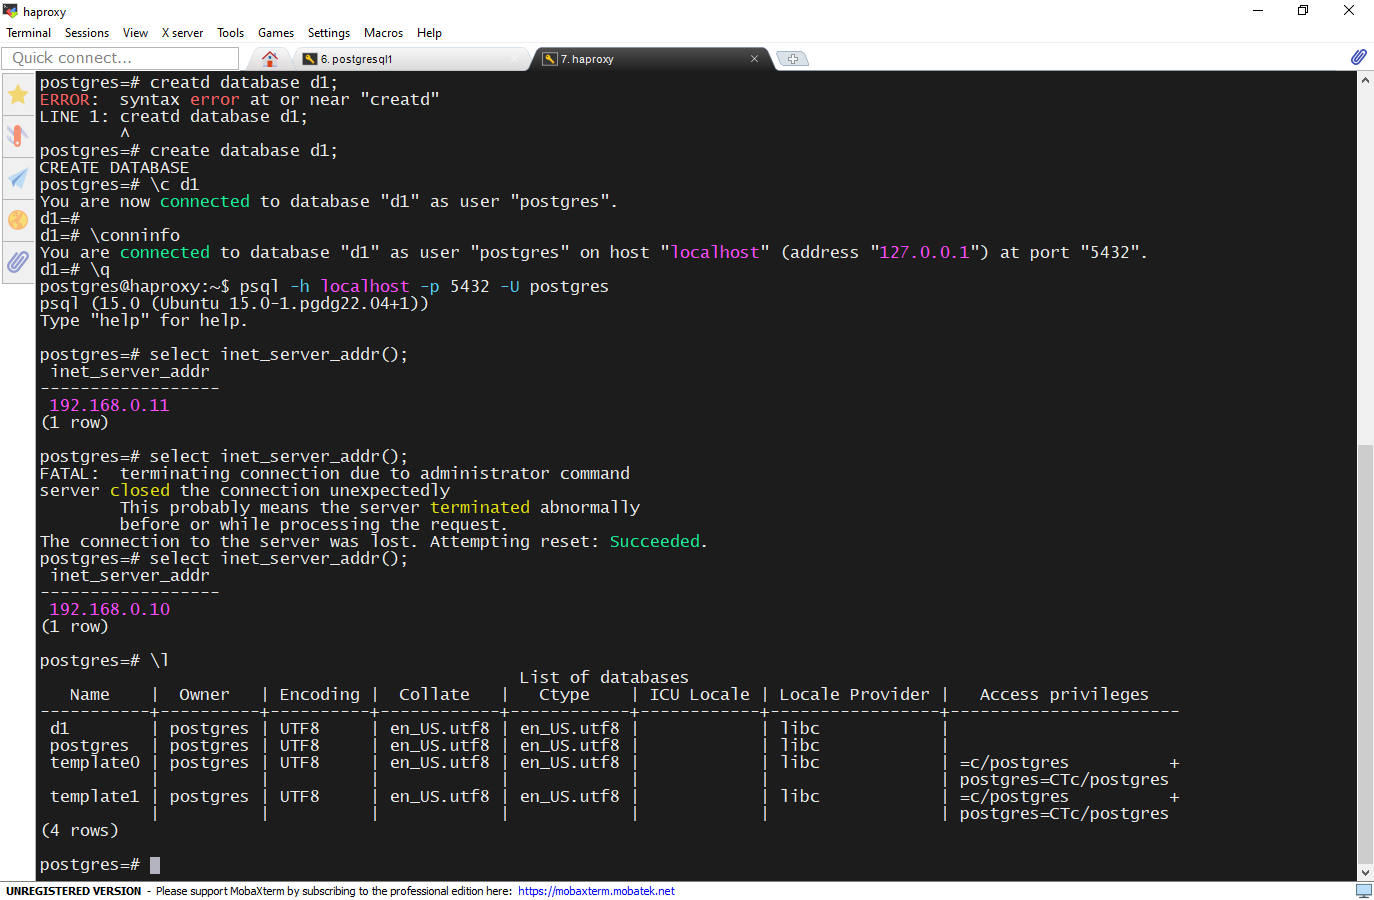 haproxy
Terminal Sessions View X server Tools Games Settings Macros Help
Quick connect... 6. postgresql1 7. haproxy
postgres=# creatd database d1;
ERROR:  syntax error at or near "creatd"
LINE 1: creatd database d1;
        ^
postgres=# create database d1;
CREATE DATABASE
postgres=# \c d1
You are now connected to database "d1" as user "postgres".
d1=#
d1=# \conninfo
You are connected to database "d1" as user "postgres" on host "localhost" (address "127.0.0.1") at port "5432".
d1=# \q
postgres@haproxy:~$ psql -h localhost -p 5432 -U postgres
psql (15.0 (Ubuntu 15.0-1.pgdg22.04+1))
Type "help" for help.
postgres=# select inet_server_addr();
 inet_server_addr
------------------
 192.168.0.11
(1 row)
postgres=# select inet_server_addr();
FATAL:  terminating connection due to administrator command
server closed the connection unexpectedly
        This probably means the server terminated abnormally
        before or while processing the request.
The connection to the server was lost. Attempting reset: Succeeded.
postgres=# select inet_server_addr();
 inet_server_addr
------------------
 192.168.0.10
(1 row)
postgres=# \l
                                                List of databases
   Name    |  Owner   | Encoding |  Collate   |   Ctype    | ICU Locale | Locale Provider |   Access privileges
-----------+----------+----------+------------+------------+------------+-----------------+-----------------------
 d1        | postgres | UTF8     | en_US.utf8 | en_US.utf8 |            | libc            |
 postgres  | postgres | UTF8     | en_US.utf8 | en_US.utf8 |            | libc            |
 template0 | postgres | UTF8     | en_US.utf8 | en_US.utf8 |            | libc            | =c/postgres          +
           |          |          |            |            |            |                 | postgres=CTc/postgres
 template1 | postgres | UTF8     | en_US.utf8 | en_US.utf8 |            | libc            | =c/postgres          +
           |          |          |            |            |            |                 | postgres=CTc/postgres
(4 rows)
postgres=#
UNREGISTERED VERSION - Please support MobaXterm by subscribing to the professional edition here: https://mobaxterm.mobatek.net